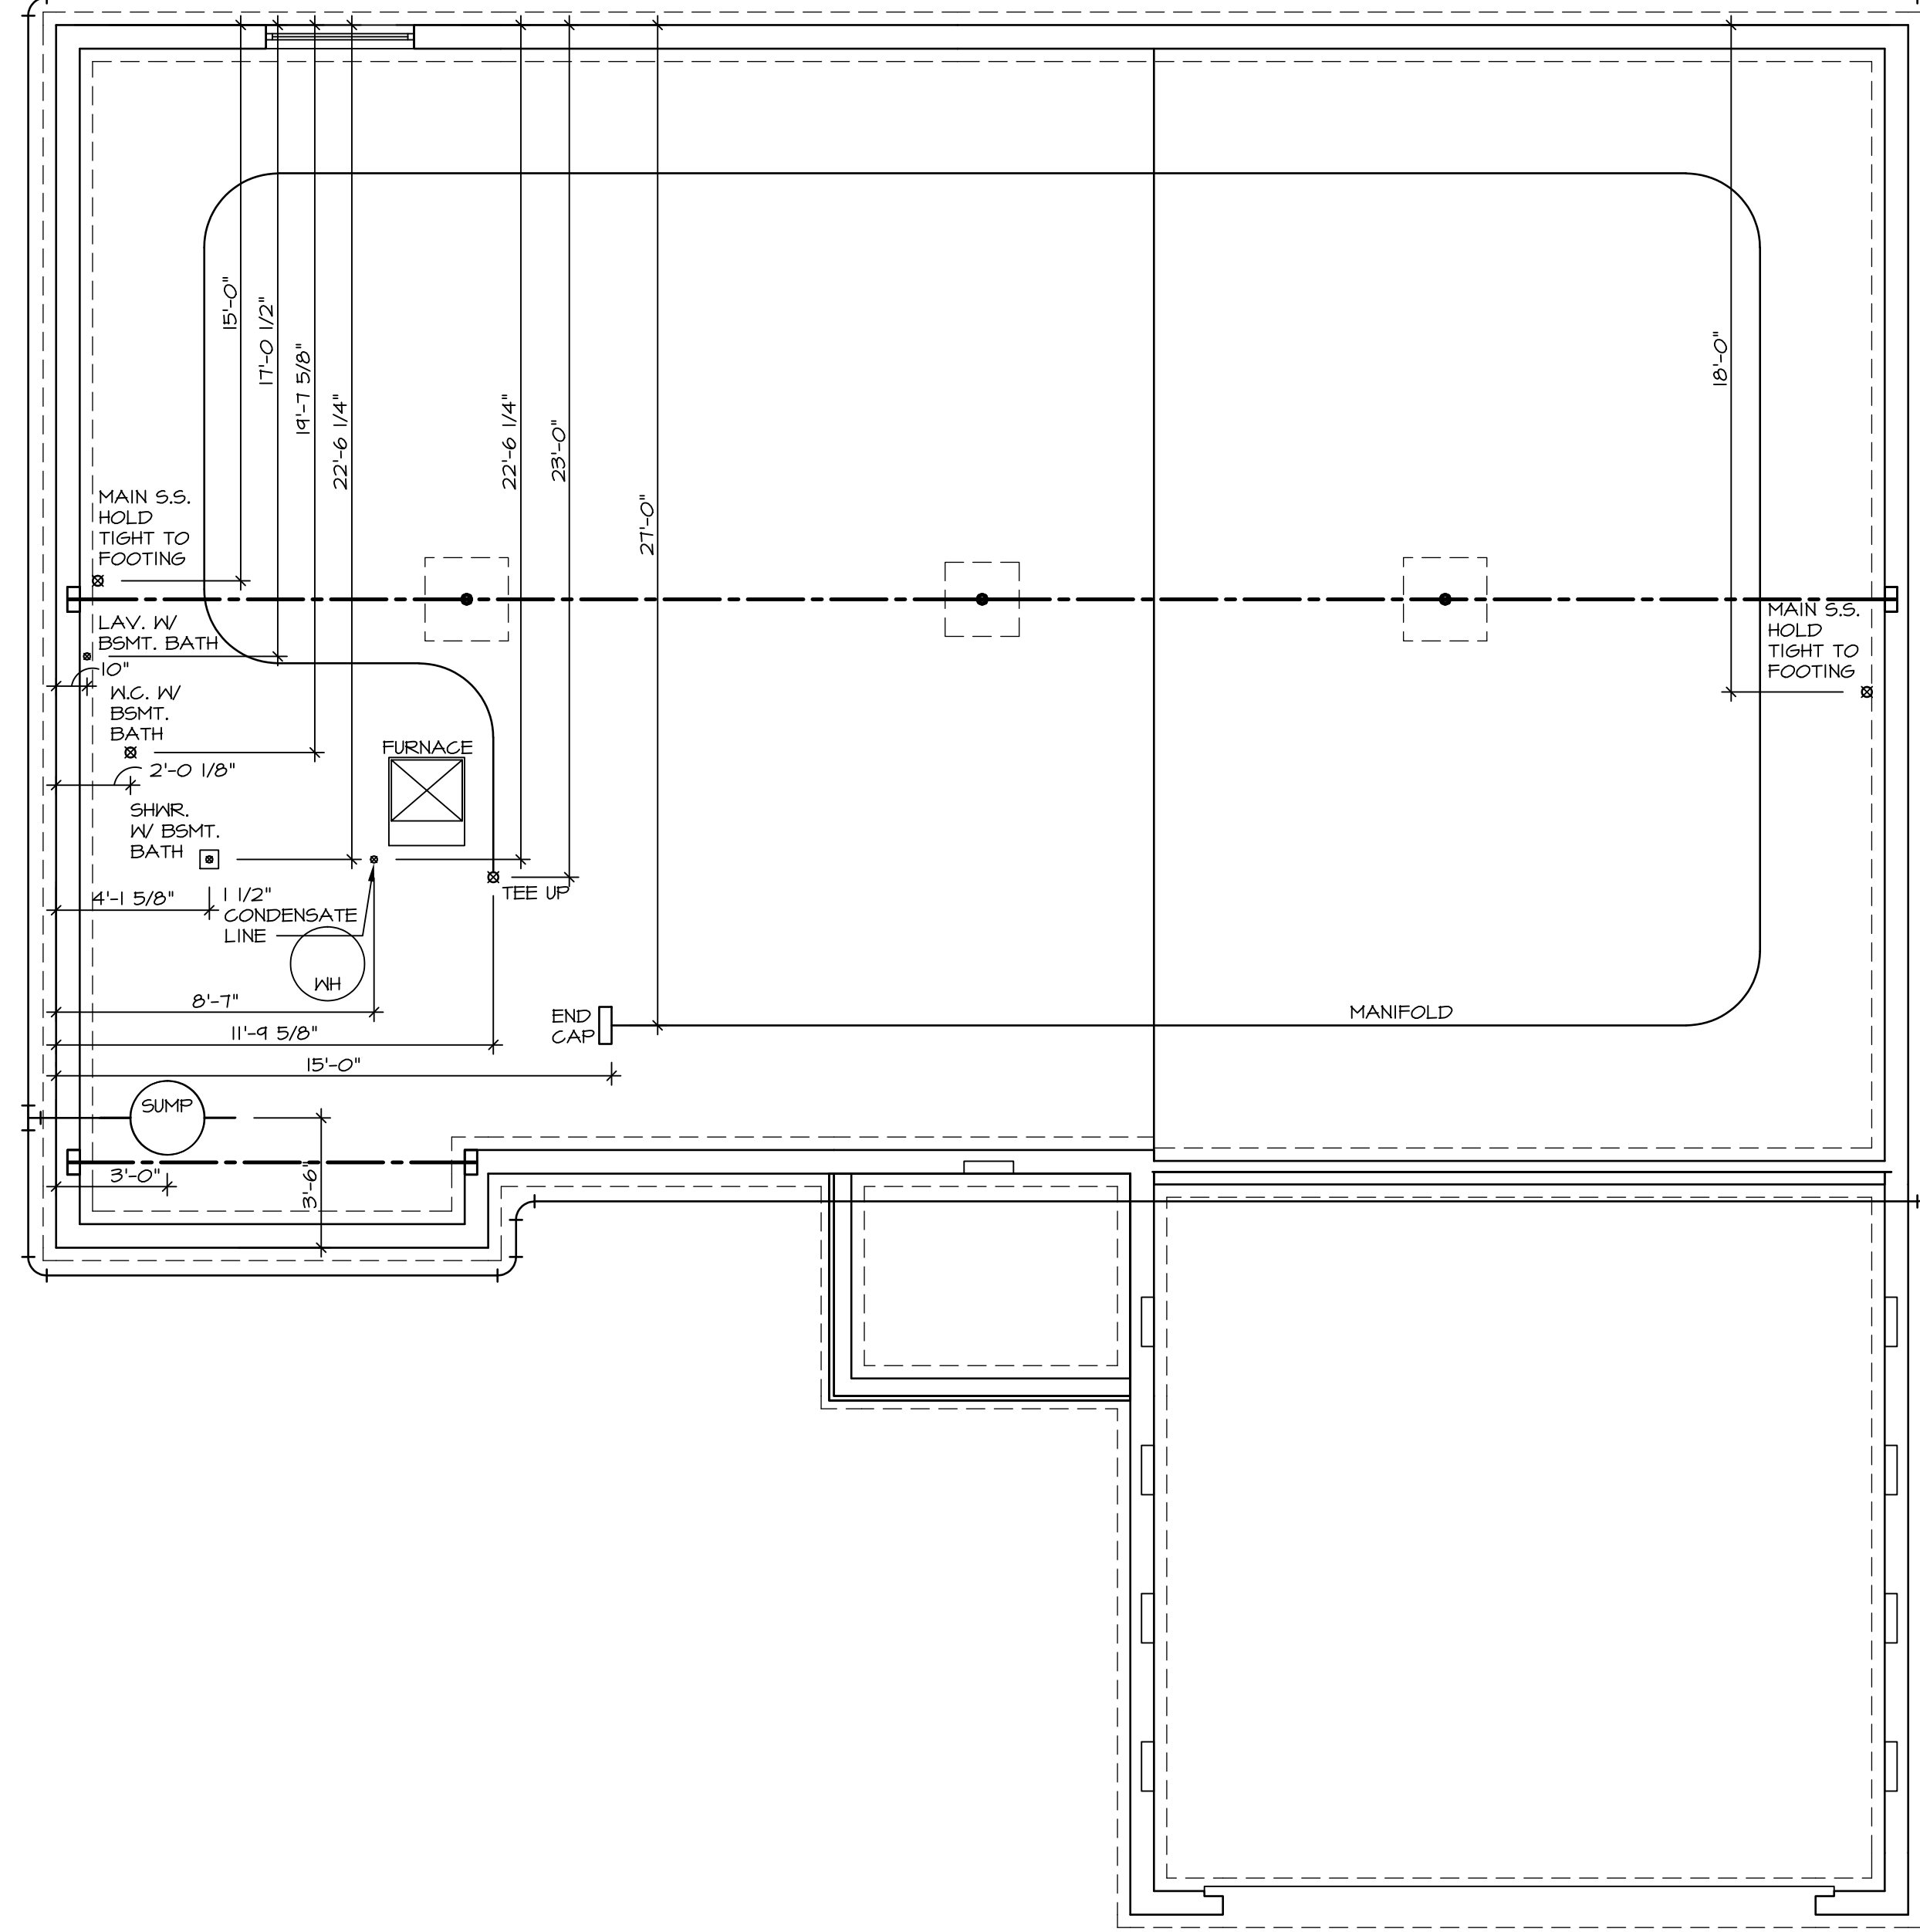 15'-0"
17'-0 1/2"
19'-7 5/8"
22'-6 1/4"
22'-6 1/4"
23'-0"
27'-0"
18'-0"
MAIN S.S.
HOLD
TIGHT TO
FOOTING
LAV. W/
BSMT. BATH
10"
W.C. W/
BSMT.
BATH
2'-0 1/8"
SHWR.
W/ BSMT.
BATH
4'-1 5/8"
1 1/2"
CONDENSATE
LINE
FURNACE
TEE UP
WH
MAIN S.S.
HOLD
TIGHT TO
FOOTING
8'-7"
11'-9 5/8"
15'-0"
END
CAP
MANIFOLD
SUMP
3'-0"
3'-6"